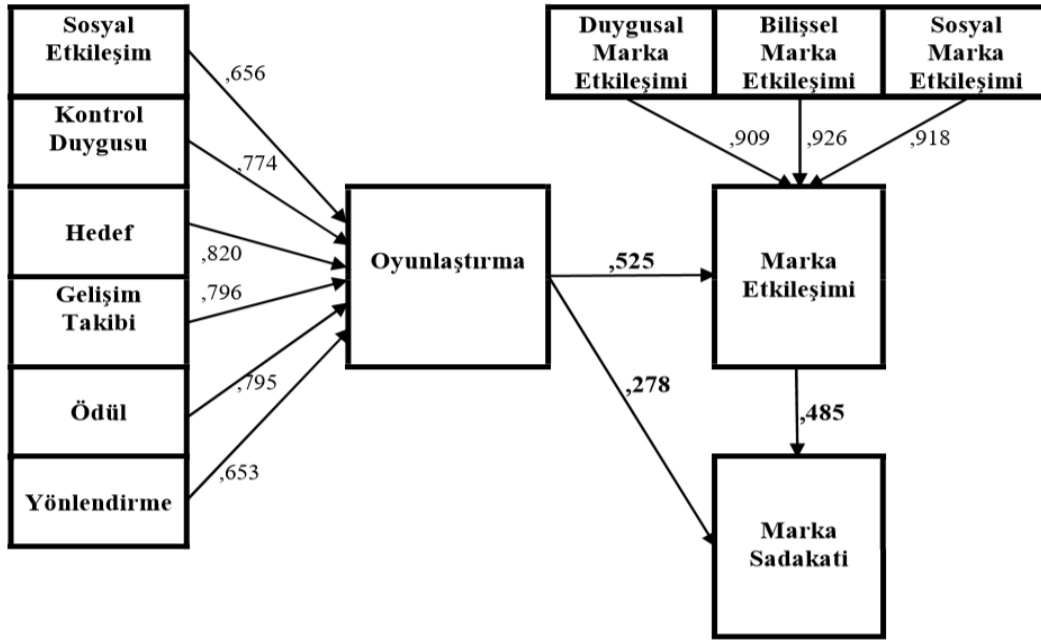 Sosyal
Etkileşim
,656
Kontrol
Duygusu
,774
Hedef
,820
Gelişim
Takibi
,796
Ödül
,795
Yönlendirme
,653
Oyunlaştırma
Duygusal
Marka
Etkileşimi
Bilişsel
Marka
Etkileşimi
Sosyal
Marka
Etkileşimi
,909
,926
,918
,525
Marka
Etkileşimi
,278
,485
Marka
Sadakati